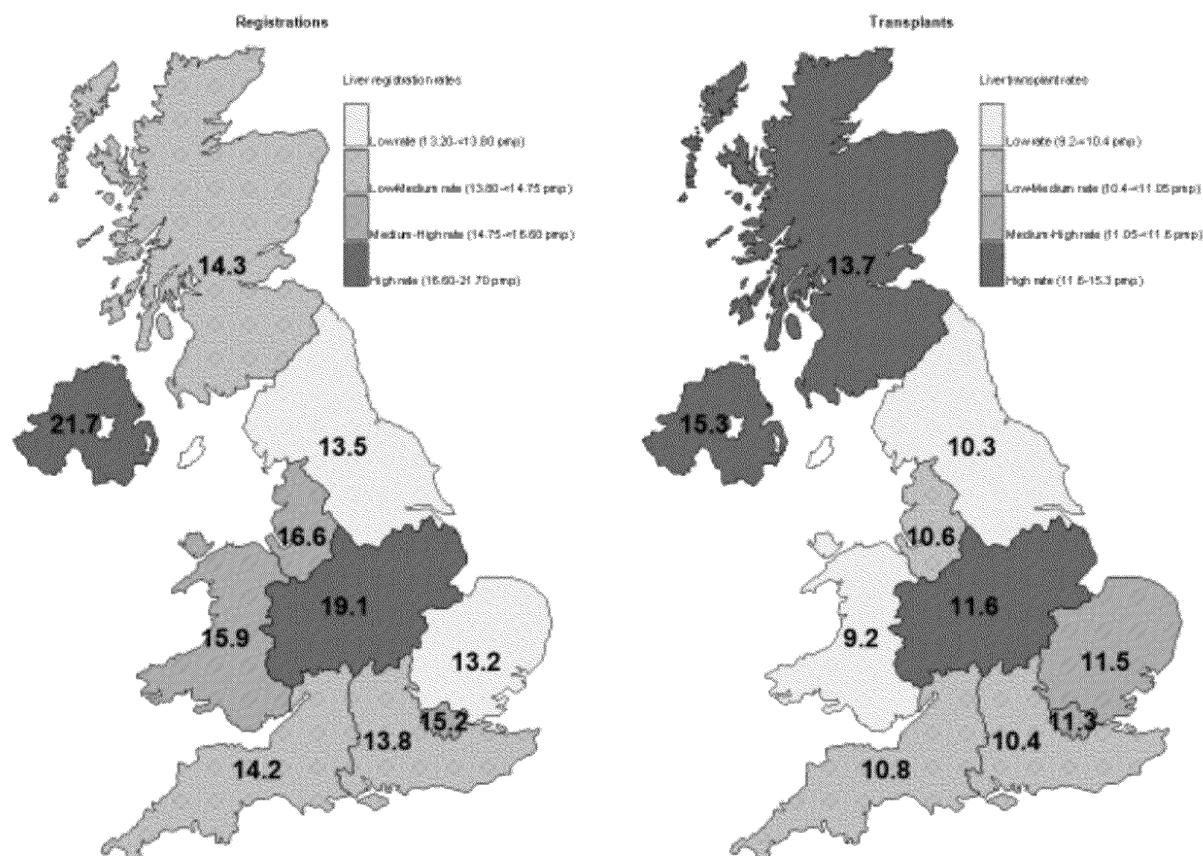 Registrations
Liver registration rates
Low rate (13.20-<13.80 pmp)
Low-Medium rate (13.80-<14.75 pmp)
Medium-High rate (14.75-<16.60 pmp)
High rate (16.60-21.70 pmp)
14.3
21.7
13.5
16.6
19.1
15.9
13.2
15.2
13.8
14.2
Transplants
Liver transplant rates
Low rate (9.2-<10.4 pmp)
Low-Medium rate (10.4-<11.05 pmp)
Medium-High rate (11.05-<11.6 pmp)
High rate (11.6-15.3 pmp)
13.7
15.3
10.3
10.6
11.6
9.2
11.5
11.3
10.4
10.8